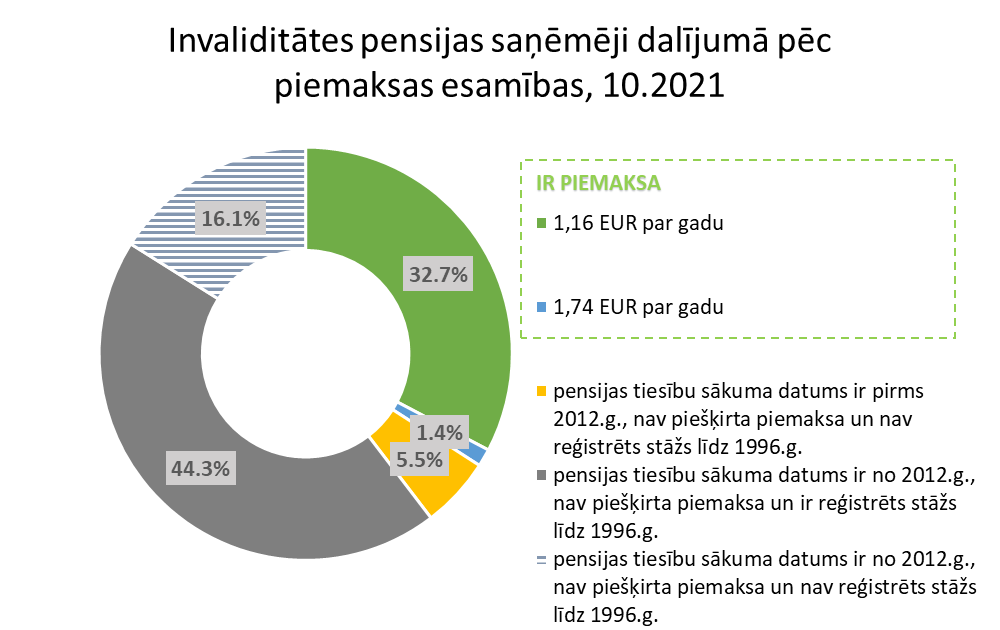 Invaliditātes pensijas saņēmēji dalījumā pēc
piemaksas esamības, 10.2021
16.1%
32.7%
1.4%
5.5%
44.3%
IR PIEMAKSA
1,16 EUR par gadu
1,74 EUR par gadu
pensijas tiesību sākuma datums ir pirms
2012.g., nav piešķirta piemaksa un nav
reģistrēts stāžs līdz 1996.g.
pensijas tiesību sākuma datums ir no 2012.g.,
nav piešķirta piemaksa un ir reģistrēts stāžs
līdz 1996.g.
pensijas tiesību sākuma datums ir no 2012.g.,
nav piešķirta piemaksa un nav reģistrēts stāžs
līdz 1996.g.